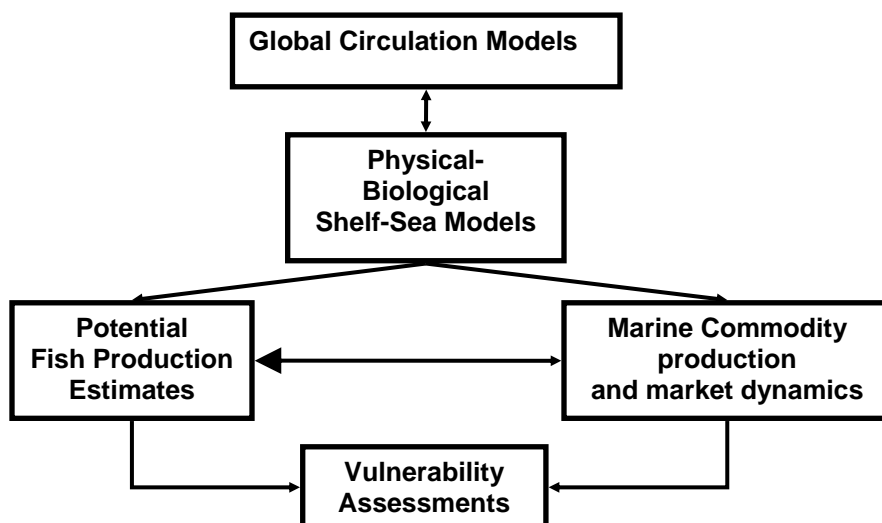 Global Circulation Models
Physical-
Biological
Shelf-Sea Models
Potential
Fish Production
Estimates
Marine Commodity
production
and market dynamics
Vulnerability
Assessments